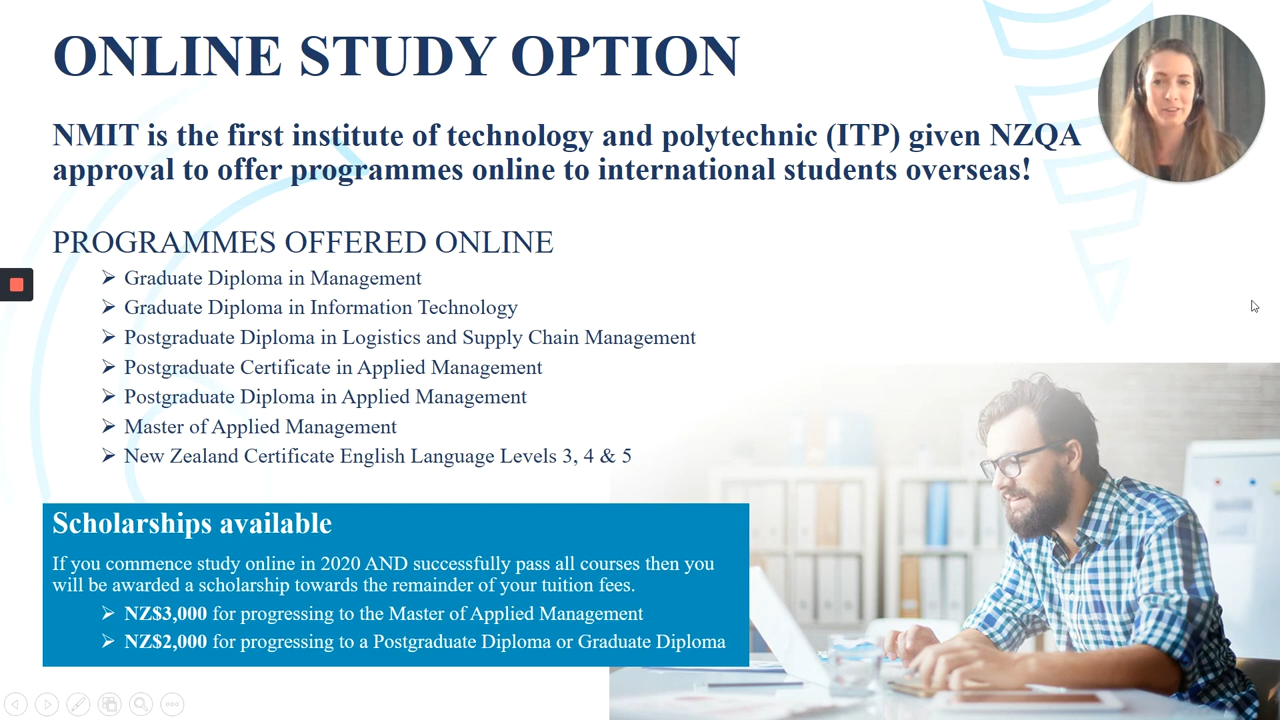 ONLINE STUDY OPTION
NMIT is the first institute of technology and polytechnic (ITP) given NZQA
approval to offer programmes online to international students overseas!
PROGRAMMES OFFERED ONLINE
Graduate Diploma in Management
Graduate Diploma in Information Technology
Postgraduate Diploma in Logistics and Supply Chain Management
Postgraduate Certificate in Applied Management
Postgraduate Diploma in Applied Management
Master of Applied Management
New Zealand Certificate English Language Levels 3, 4 & 5
Scholarships available
If you commence study online in 2020 AND successfully pass all courses then you
will be awarded a scholarship towards the remainder of your tuition fees.
NZ$3,000 for progressing to the Master of Applied Management
NZ$2,000 for progressing to a Postgraduate Diploma or Graduate Diploma